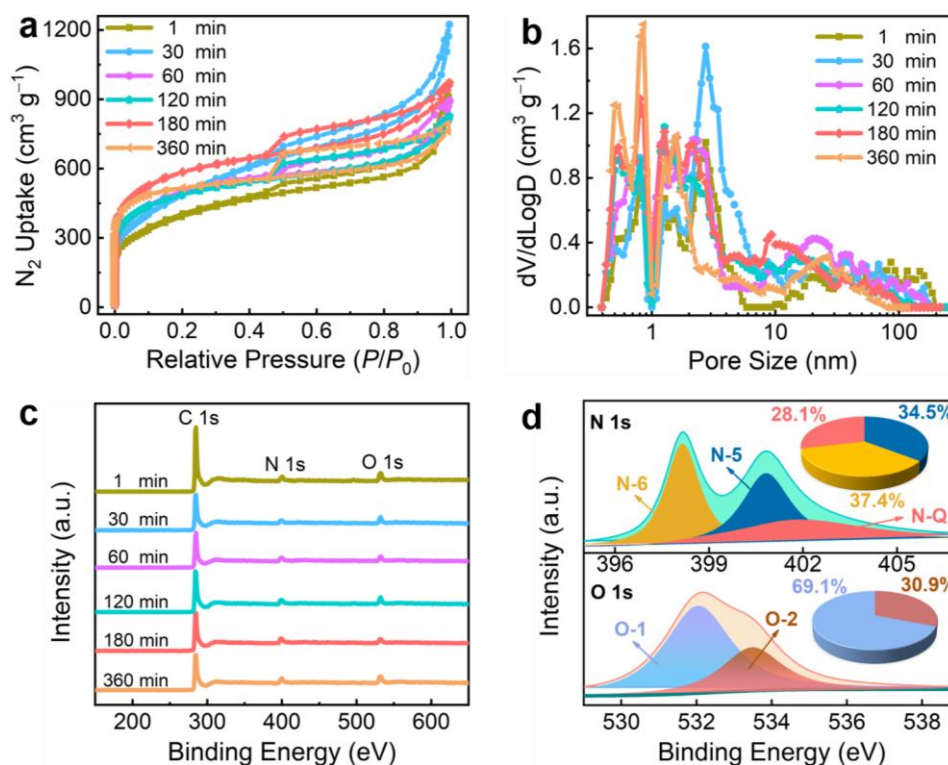 a
1200
900
600
300
0
N₂ Uptake (cm³ g⁻¹)
1 min
30 min
60 min
120 min
180 min
360 min
0.0 0.2 0.4 0.6 0.8 1.0
Relative Pressure (P/P₀)
b
1.6
1.2
0.8
0.4
0.0
dV/dLogD (cm³ g⁻¹)
1 min
30 min
60 min
120 min
180 min
360 min
1 10 100
Pore Size (nm)
c
C 1s
N 1s
O 1s
1 min
30 min
60 min
120 min
180 min
360 min
Intensity (a.u.)
200 300 400 500 600
Binding Energy (eV)
d
N 1s
28.1%
34.5%
37.4%
N-6
N-5
N-Q
396 399 402 405
O 1s
69.1%
30.9%
O-1
O-2
Intensity (a.u.)
530 532 534 536 538
Binding Energy (eV)